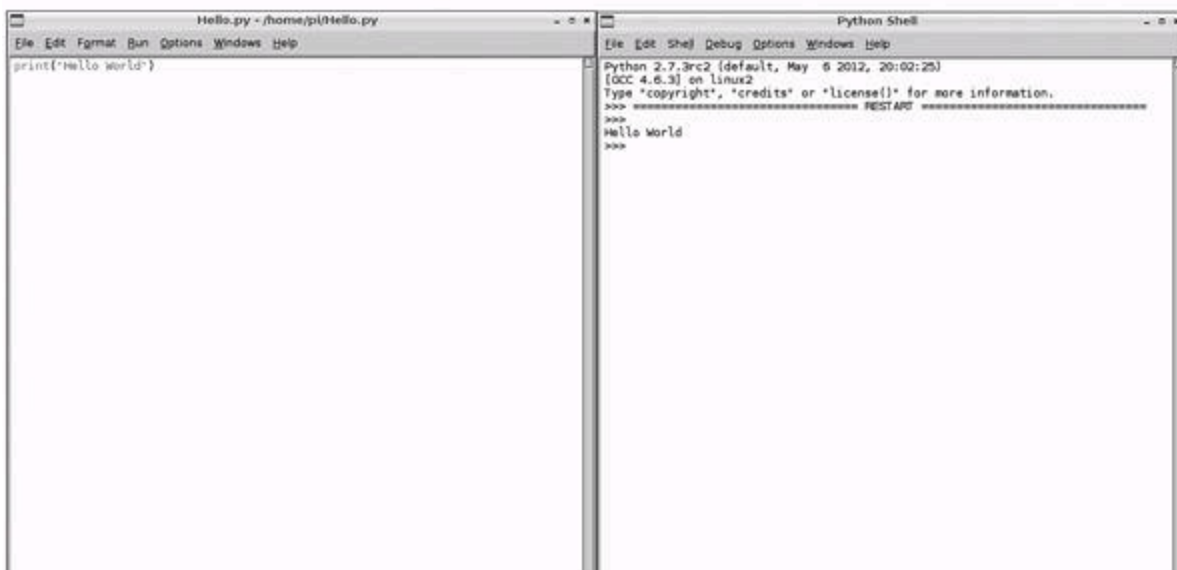 Hello.py - /home/pi/Hello.py
File Edit Format Run Options Windows Help
print("Hello World")
Python Shell
File Edit Shell Debug Options Windows Help
Python 2.7.3rc2 (default, May  6 2012, 20:02:25)
[GCC 4.6.3] on linux2
Type "copyright", "credits" or "license()" for more information.
>>> ================================ RESTART ================================
>>>
Hello World
>>>